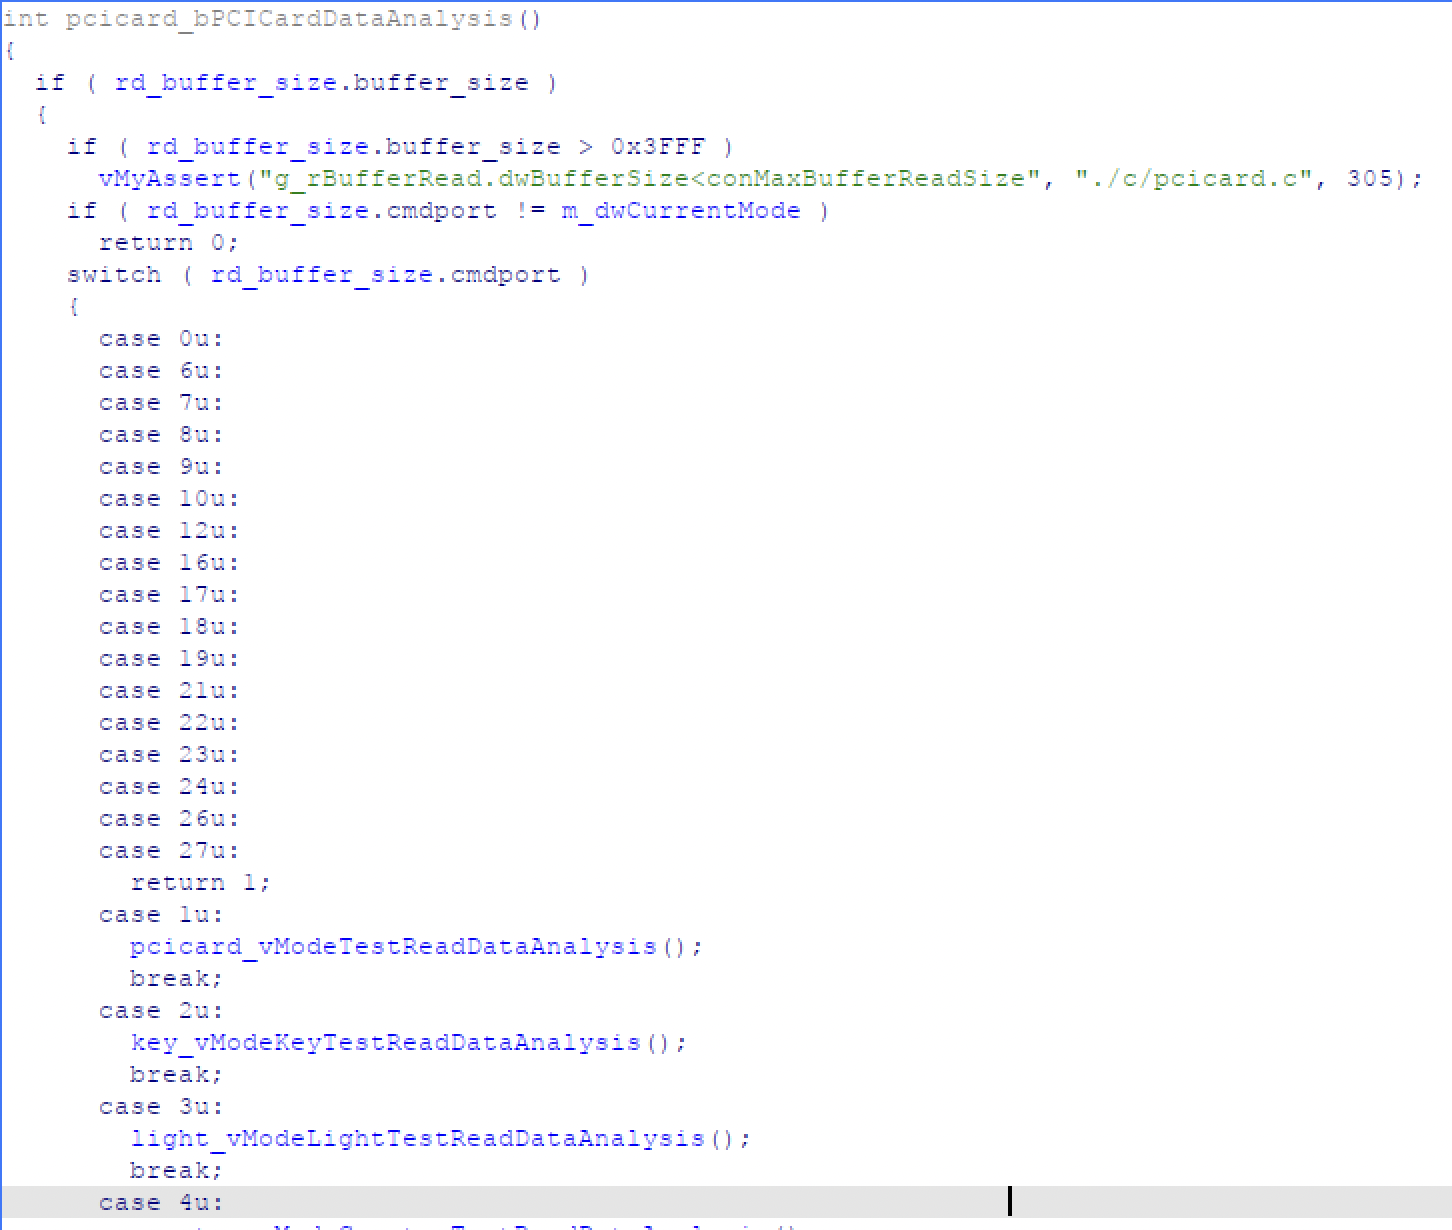 int pcicard_bPCICardDataAnalysis()
{
  if ( rd_buffer_size.buffer_size )
  {
    if ( rd_buffer_size.buffer_size > 0x3FFF )
      vMyAssert("g_rBufferRead.dwBufferSize<conMaxBufferReadSize", "./c/pcicard.c", 305);
    if ( rd_buffer_size.cmdport != m_dwCurrentMode )
      return 0;
    switch ( rd_buffer_size.cmdport )
    {
      case 0u:
      case 6u:
      case 7u:
      case 8u:
      case 9u:
      case 10u:
      case 12u:
      case 16u:
      case 17u:
      case 18u:
      case 19u:
      case 21u:
      case 22u:
      case 23u:
      case 24u:
      case 26u:
      case 27u:
        return 1;
      case 1u:
        pcicard_vModeTestReadDataAnalysis();
        break;
      case 2u:
        key_vModeKeyTestReadDataAnalysis();
        break;
      case 3u:
        light_vModeLightTestReadDataAnalysis();
        break;
      case 4u: